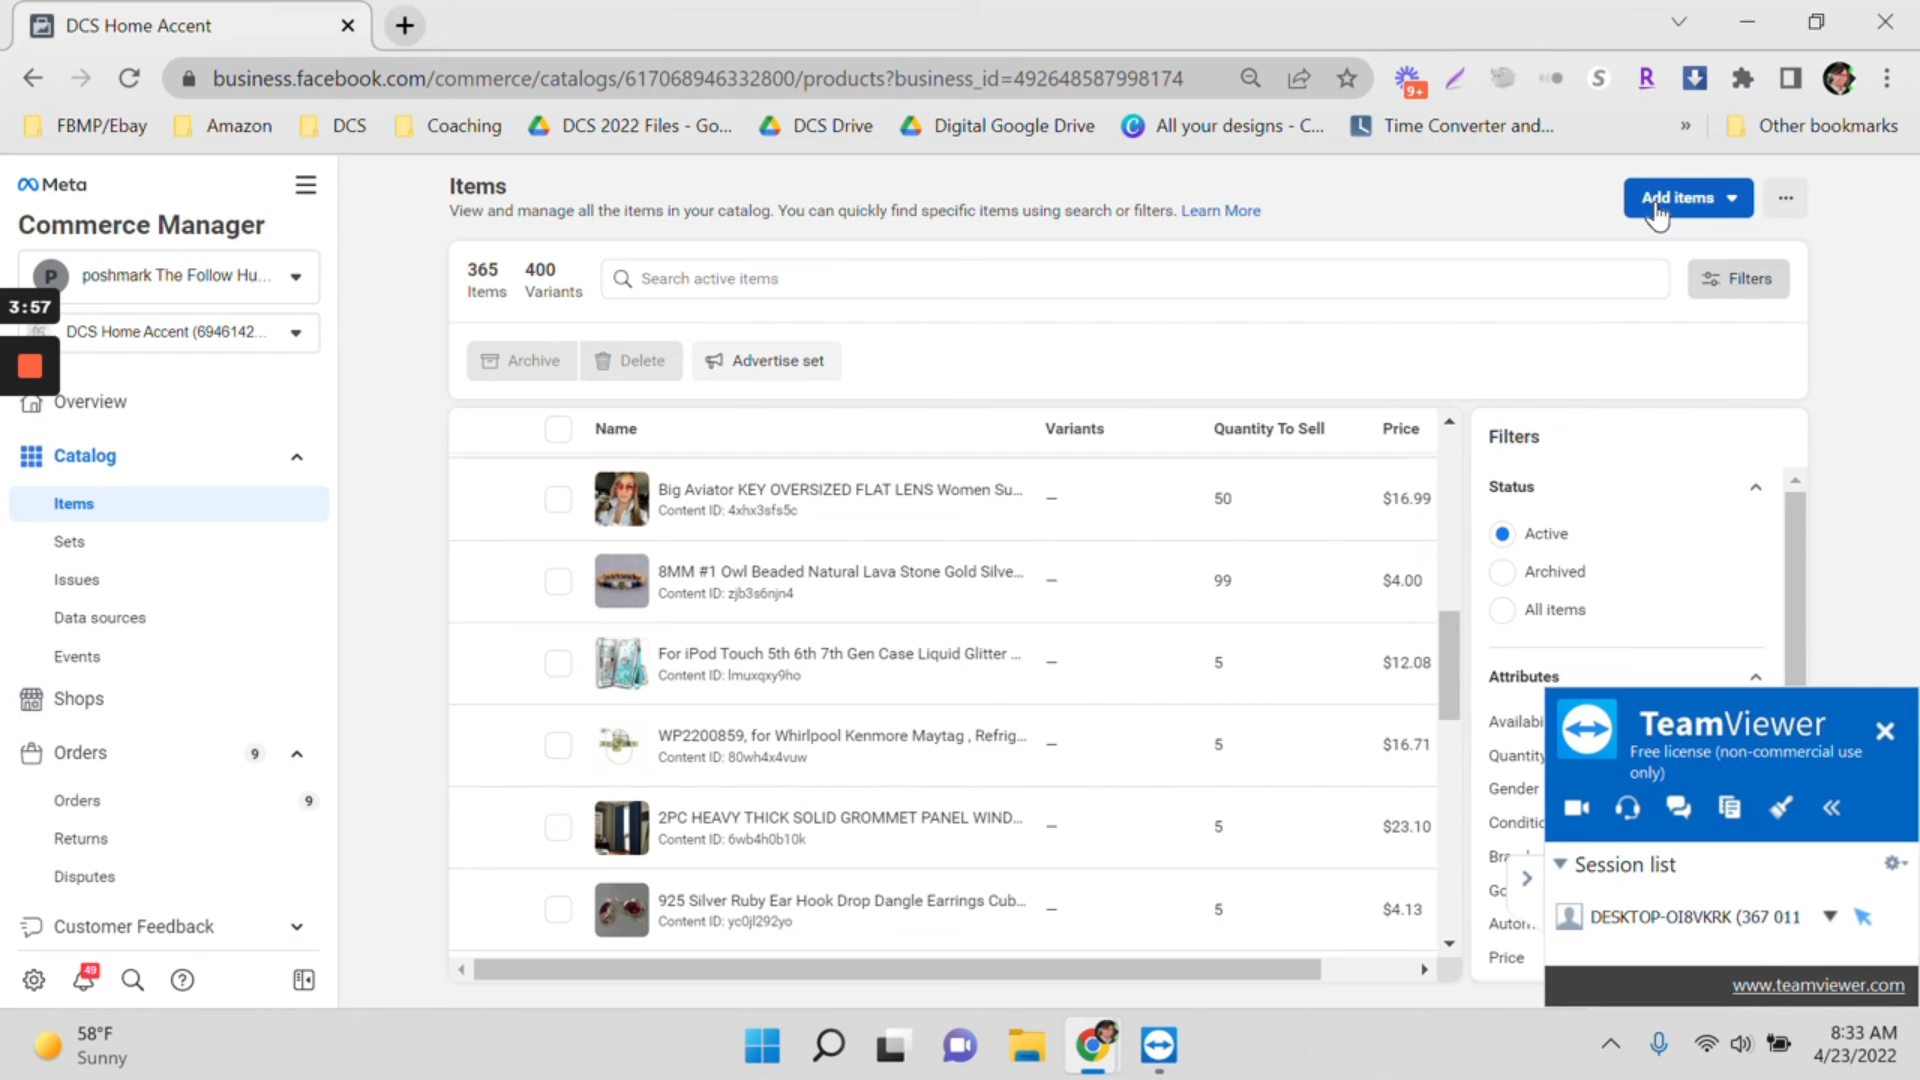 DCS Home Accent
business.facebook.com/commerce/catalogs/617068946332800/products?business_id=492648587998174
9+
S
R
FBMP/Ebay
Amazon
DCS
Coaching
DCS 2022 Files - Go...
DCS Drive
Digital Google Drive
All your designs - C...
Time Converter and...
»
Other bookmarks
Meta
Commerce Manager
P
poshmark The Follow Hu...
3:57
DCS Home Accent (6946142...
Overview
Catalog
Items
Sets
Issues
Data sources
Events
Shops
Orders
9
Orders
9
Returns
Disputes
Customer Feedback
49
Items
View and manage all the items in your catalog. You can quickly find specific items using search or filters. Learn More
Add items
...
365
Items
400
Variants
Search active items
Filters
Archive
Delete
Advertise set
Name
Variants
Quantity To Sell
Price
Big Aviator KEY OVERSIZED FLAT LENS Women Su...
Content ID: 4xhx3sfs5c
—
50
$16.99
8MM #1 Owl Beaded Natural Lava Stone Gold Silve...
Content ID: zjb3s6njn4
—
99
$4.00
For iPod Touch 5th 6th 7th Gen Case Liquid Glitter ...
Content ID: lmuxqxy9ho
—
5
$12.08
WP2200859, for Whirlpool Kenmore Maytag , Refrig...
Content ID: 80wh4x4vuw
—
5
$16.71
2PC HEAVY THICK SOLID GROMMET PANEL WIND...
Content ID: 6wb4h0b10k
—
5
$23.10
925 Silver Ruby Ear Hook Drop Dangle Earrings Cub...
Content ID: yc0jl292yo
—
5
$4.13
Filters
Status
Active
Archived
All items
Attributes
Availabi
Quantity
Gender
Conditio
Bra
Go
Autom
Price
TeamViewer
Free license (non-commercial use
only)
Session list
DESKTOP-OI8VKRK (367 011
www.teamviewer.com
58°F
Sunny
8:33 AM
4/23/2022